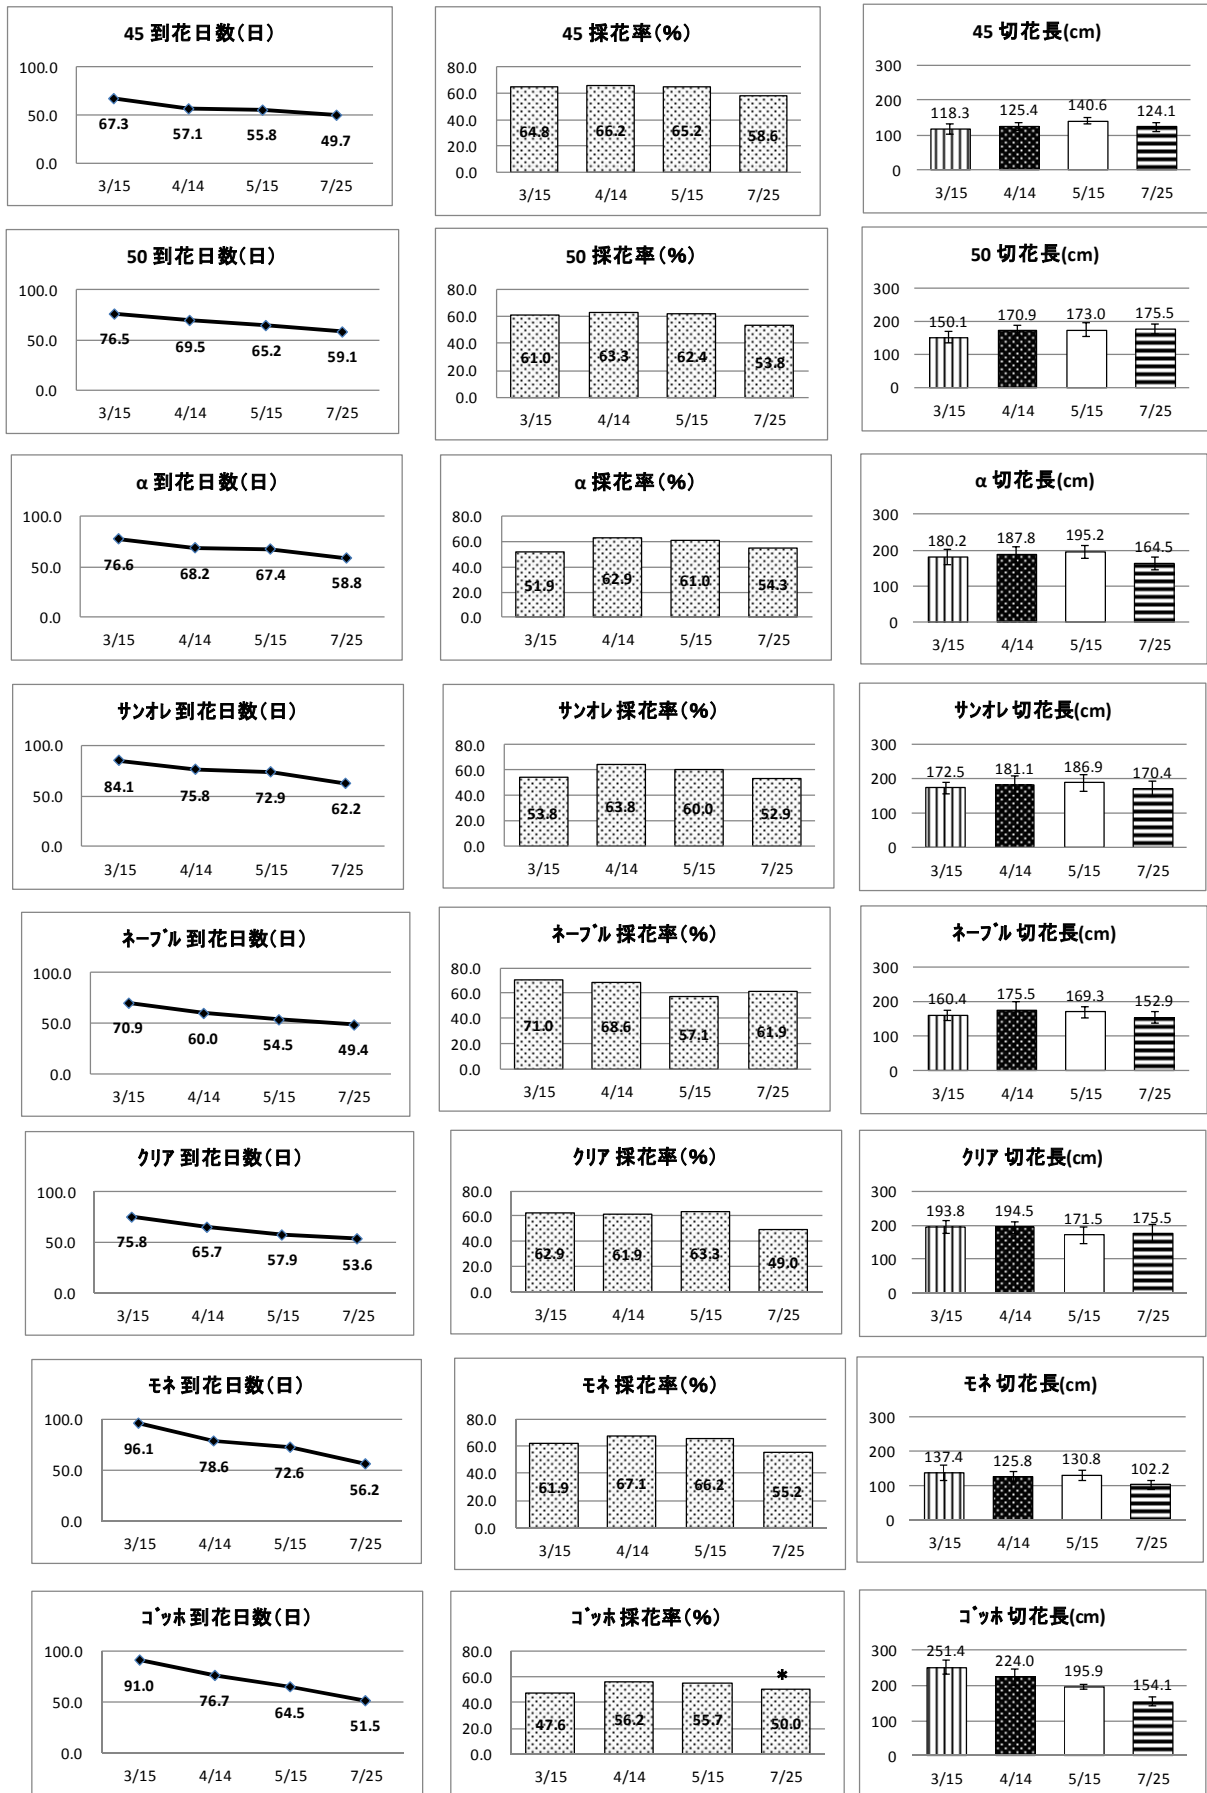 45 到花日数(日)
100.0
50.0
0.0
67.3 57.1 55.8 49.7
3/15 4/14 5/15 7/25
45 採花率(%)
80.0
60.0
40.0
20.0
0.0
64.8 66.2 65.2 58.6
3/15 4/14 5/15 7/25
45 切花長(cm)
300
200
100
0
118.3 125.4 140.6 124.1
3/15 4/14 5/15 7/25
50 到花日数(日)
100.0
50.0
0.0
76.5 69.5 65.2 59.1
3/15 4/14 5/15 7/25
50 採花率(%)
80.0
60.0
40.0
20.0
0.0
61.0 63.3 62.4 53.8
3/15 4/14 5/15 7/25
50 切花長(cm)
300
200
100
0
150.1 170.9 173.0 175.5
3/15 4/14 5/15 7/25
α 到花日数(日)
100.0
50.0
0.0
76.6 68.2 67.4 58.8
3/15 4/14 5/15 7/25
α 採花率(%)
80.0
60.0
40.0
20.0
0.0
51.9 62.9 61.0 54.3
3/15 4/14 5/15 7/25
α 切花長(cm)
300
200
100
0
180.2 187.8 195.2 164.5
3/15 4/14 5/15 7/25
ｻﾝｵﾚ 到花日数(日)
100.0
50.0
0.0
84.1 75.8 72.9 62.2
3/15 4/14 5/15 7/25
ｻﾝｵﾚ 採花率(%)
80.0
60.0
40.0
20.0
0.0
53.8 63.8 60.0 52.9
3/15 4/14 5/15 7/25
ｻﾝｵﾚ 切花長(cm)
300
200
100
0
172.5 181.1 186.9 170.4
3/15 4/14 5/15 7/25
ﾈｰﾌﾞﾙ 到花日数(日)
100.0
50.0
0.0
70.9 60.0 54.5 49.4
3/15 4/14 5/15 7/25
ﾈｰﾌﾞﾙ 採花率(%)
80.0
60.0
40.0
20.0
0.0
71.0 68.6 57.1 61.9
3/15 4/14 5/15 7/25
ﾈｰﾌﾞﾙ 切花長(cm)
300
200
100
0
160.4 175.5 169.3 152.9
3/15 4/14 5/15 7/25
ｸﾘｱ 到花日数(日)
100.0
50.0
0.0
75.8 65.7 57.9 53.6
3/15 4/14 5/15 7/25
ｸﾘｱ 採花率(%)
80.0
60.0
40.0
20.0
0.0
62.9 61.9 63.3 49.0
3/15 4/14 5/15 7/25
ｸﾘｱ 切花長(cm)
300
200
100
0
193.8 194.5 171.5 175.5
3/15 4/14 5/15 7/25
ﾓﾈ 到花日数(日)
100.0
50.0
0.0
96.1 78.6 72.6 56.2
3/15 4/14 5/15 7/25
ﾓﾈ 採花率(%)
80.0
60.0
40.0
20.0
0.0
61.9 67.1 66.2 55.2
3/15 4/14 5/15 7/25
ﾓﾈ 切花長(cm)
300
200
100
0
137.4 125.8 130.8 102.2
3/15 4/14 5/15 7/25
ｺﾞｯﾎ 到花日数(日)
100.0
50.0
0.0
91.0 76.7 64.5 51.5
3/15 4/14 5/15 7/25
ｺﾞｯﾎ 採花率(%)
80.0
60.0
40.0
20.0
0.0
*
47.6 56.2 55.7 50.0
3/15 4/14 5/15 7/25
ｺﾞｯﾎ 切花長(cm)
300
200
100
0
251.4 224.0 195.9 154.1
3/15 4/14 5/15 7/25